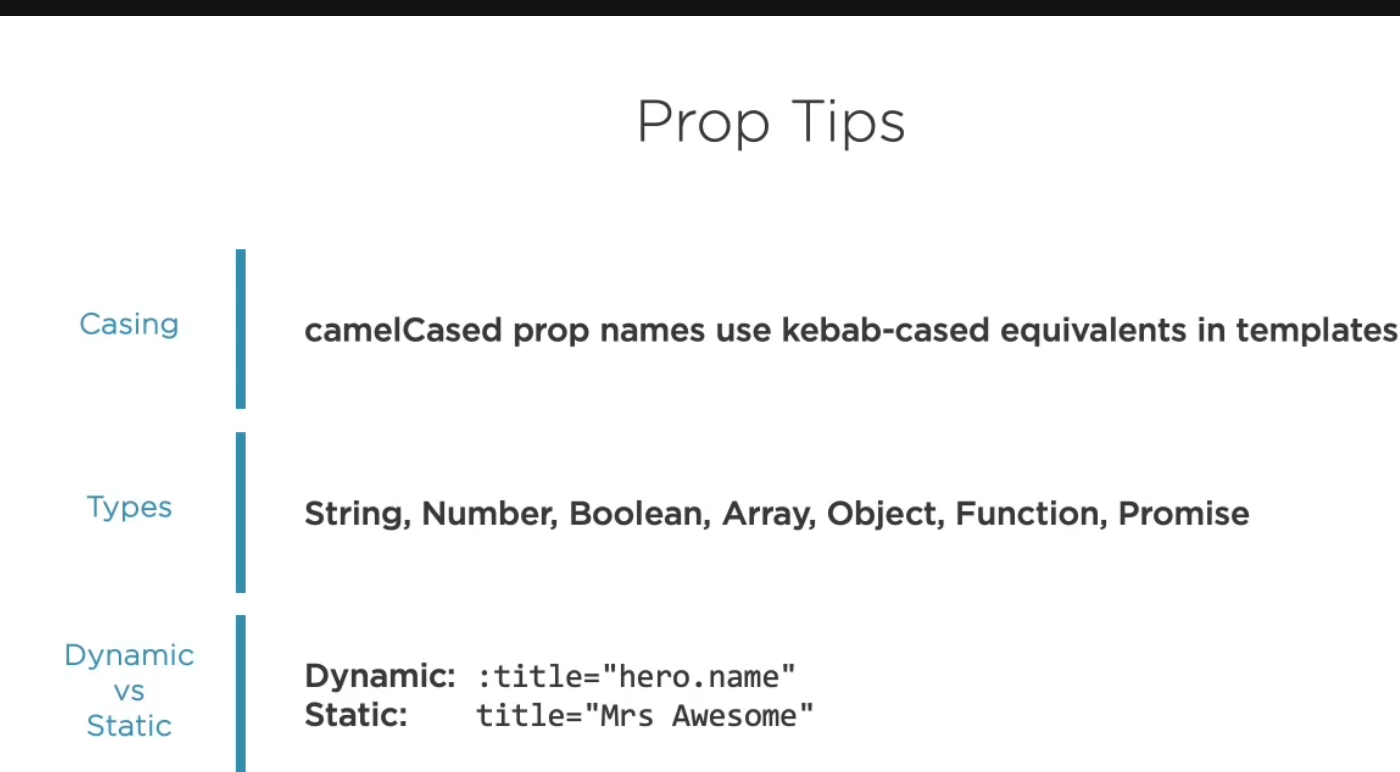 Prop Tips
Casing
camelCased prop names use kebab-cased equivalents in templates
Types
String, Number, Boolean, Array, Object, Function, Promise
Dynamic
vs
Static
Dynamic: :title="hero.name"
Static: title="Mrs Awesome"